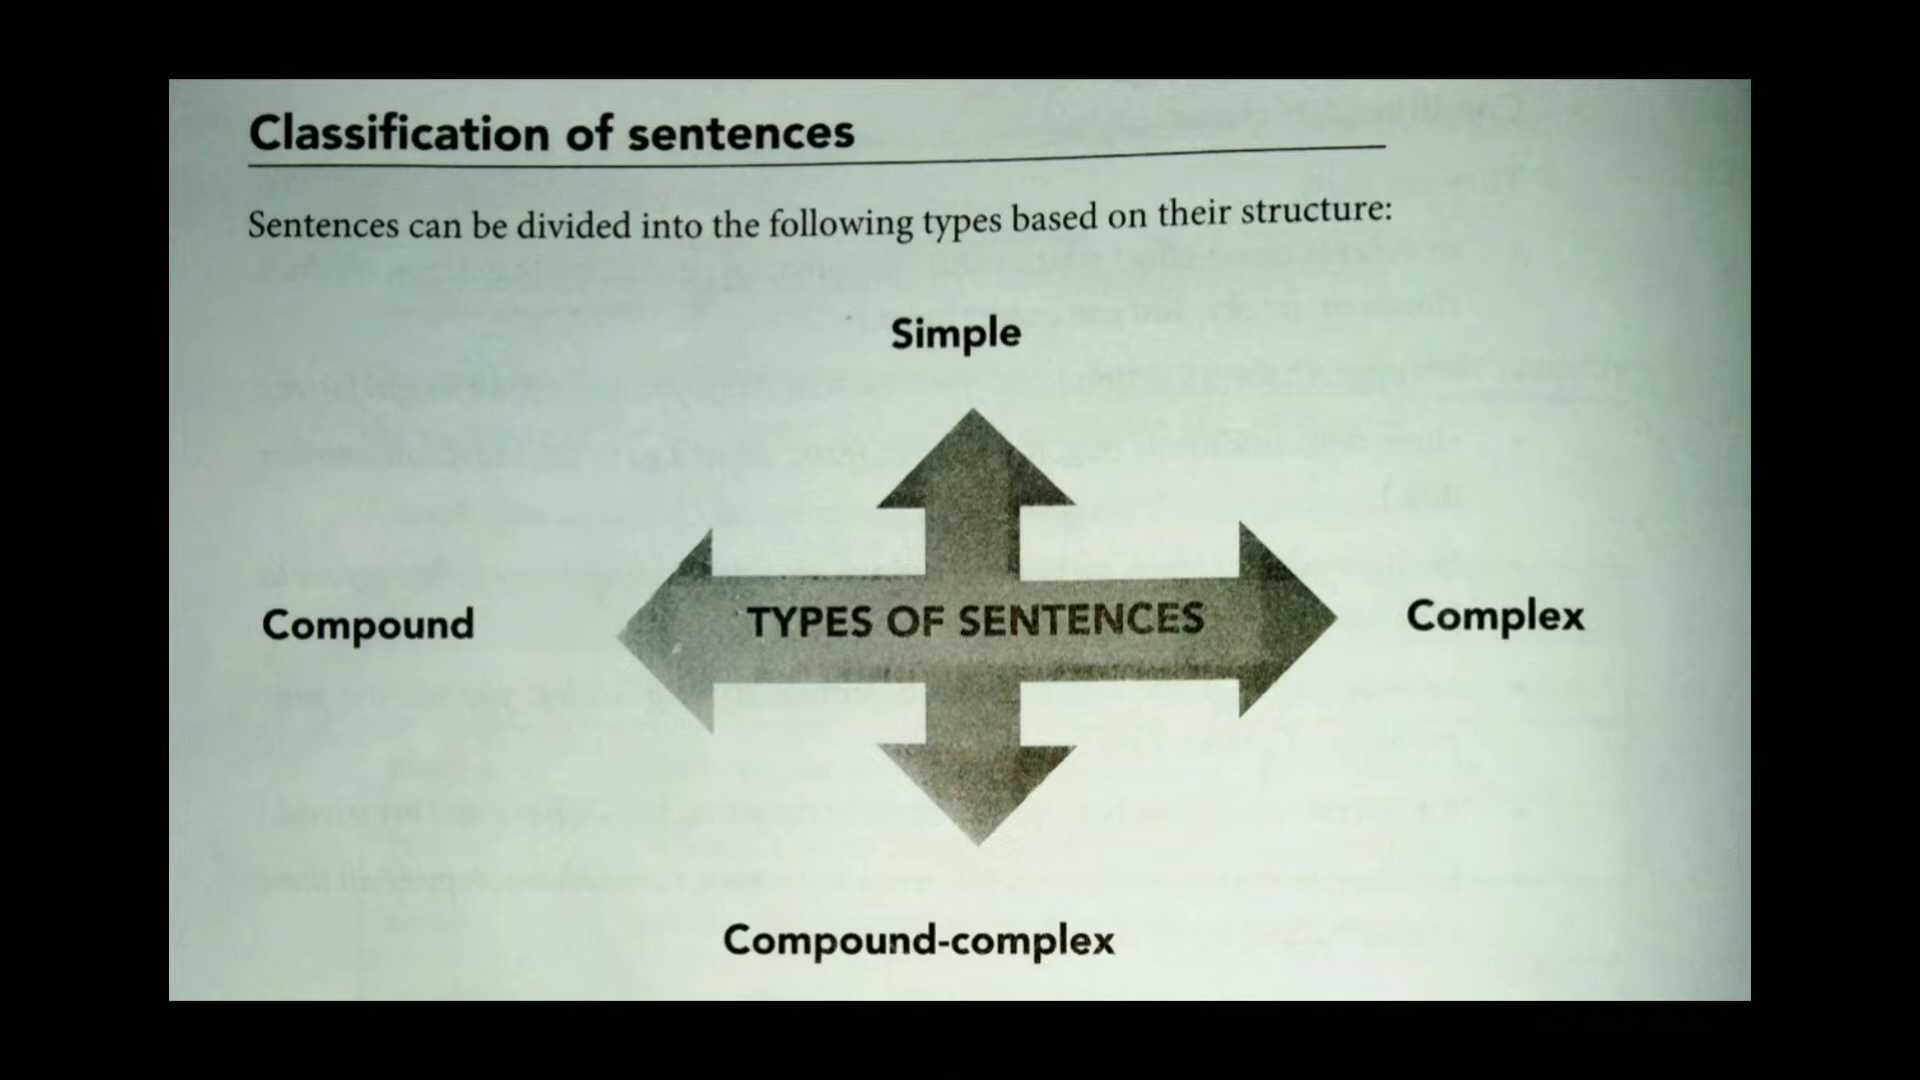 Classification of sentences
Sentences can be divided into the following types based on their structure:
Simple
Compound
TYPES OF SENTENCES
Complex
Compound-complex